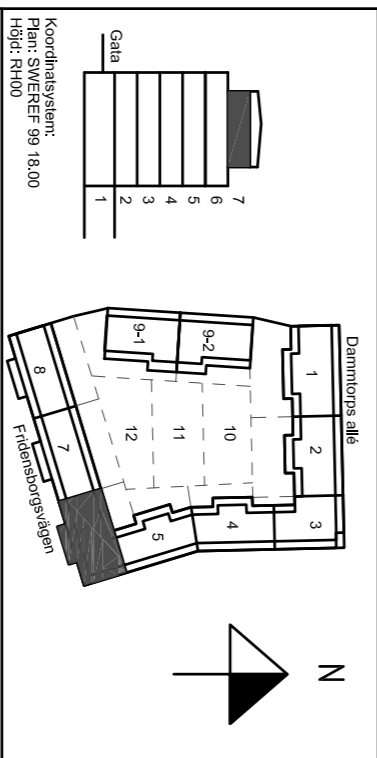 Gata
1
2
3
4
5
6
7
Koordinatsystem:
Plan: SWEREF 99 18.00
Höjd: RH00
Dammtorps allé
1
2
3
4
5
7
8
9-1
9-2
10
11
12
Fridensborgsvägen
N